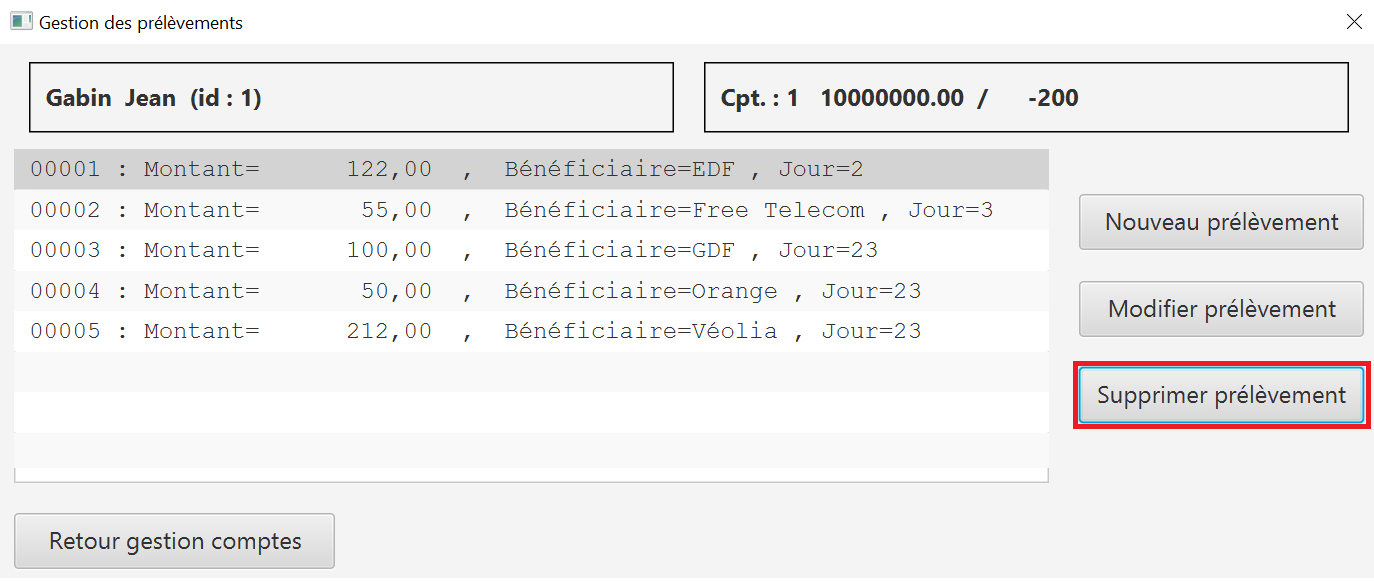 Gestion des prélèvements
Gabin Jean (id : 1)
Cpt. : 1 10000000.00 / -200
00001 : Montant= 122,00 , Bénéficiaire=EDF , Jour=2
00002 : Montant= 55,00 , Bénéficiaire=Free Telecom , Jour=3
00003 : Montant= 100,00 , Bénéficiaire=GDF , Jour=23
00004 : Montant= 50,00 , Bénéficiaire=Orange , Jour=23
00005 : Montant= 212,00 , Bénéficiaire=Véolia , Jour=23
Nouveau prélèvement
Modifier prélèvement
Supprimer prélèvement
Retour gestion comptes